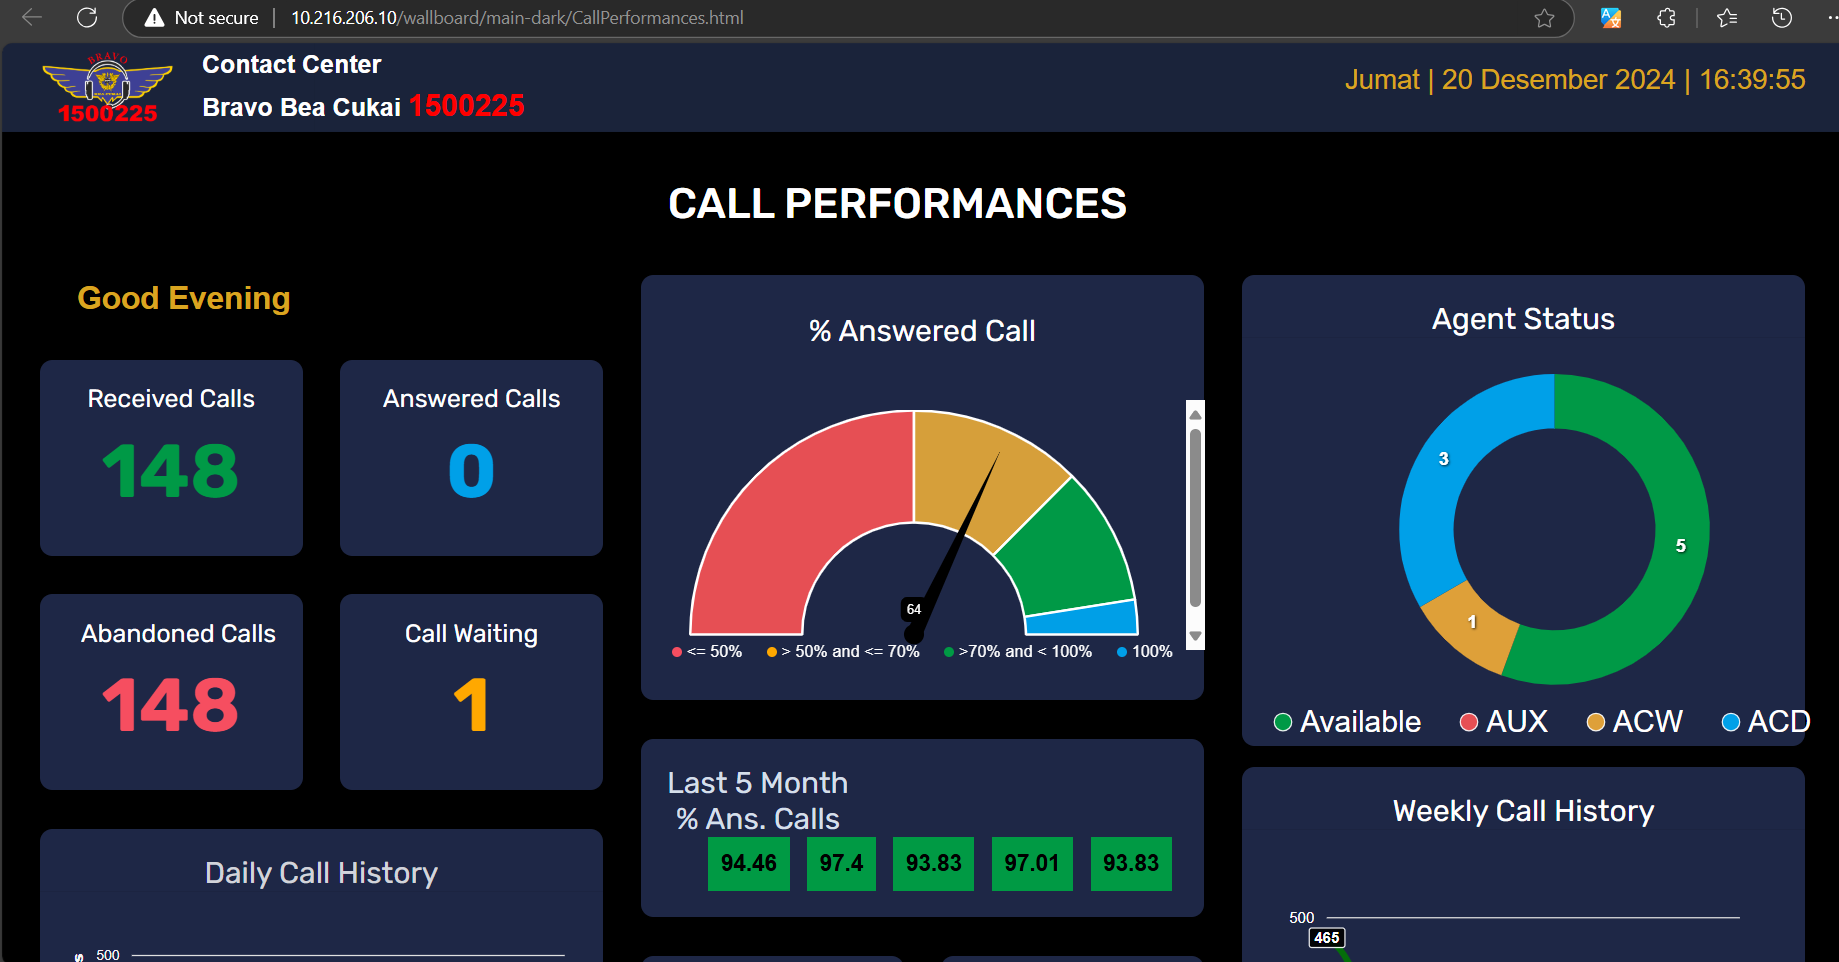 Not secure
10.216.206.10/wallboard/main-dark/CallPerformances.html
BRAVO
1500225
Contact Center
Bravo Bea Cukai 1500225
Jumat | 20 Desember 2024 | 16:39:55
CALL PERFORMANCES
Good Evening
Received Calls
148
Answered Calls
0
Abandoned Calls
148
Call Waiting
1
Daily Call History
500
% Answered Call
64
<= 50%
> 50% and <= 70%
>70% and < 100%
100%
Last 5 Month
% Ans. Calls
94.46 97.4 93.83 97.01 93.83
Agent Status
3
5
1
Available AUX ACW ACD
Weekly Call History
500
465